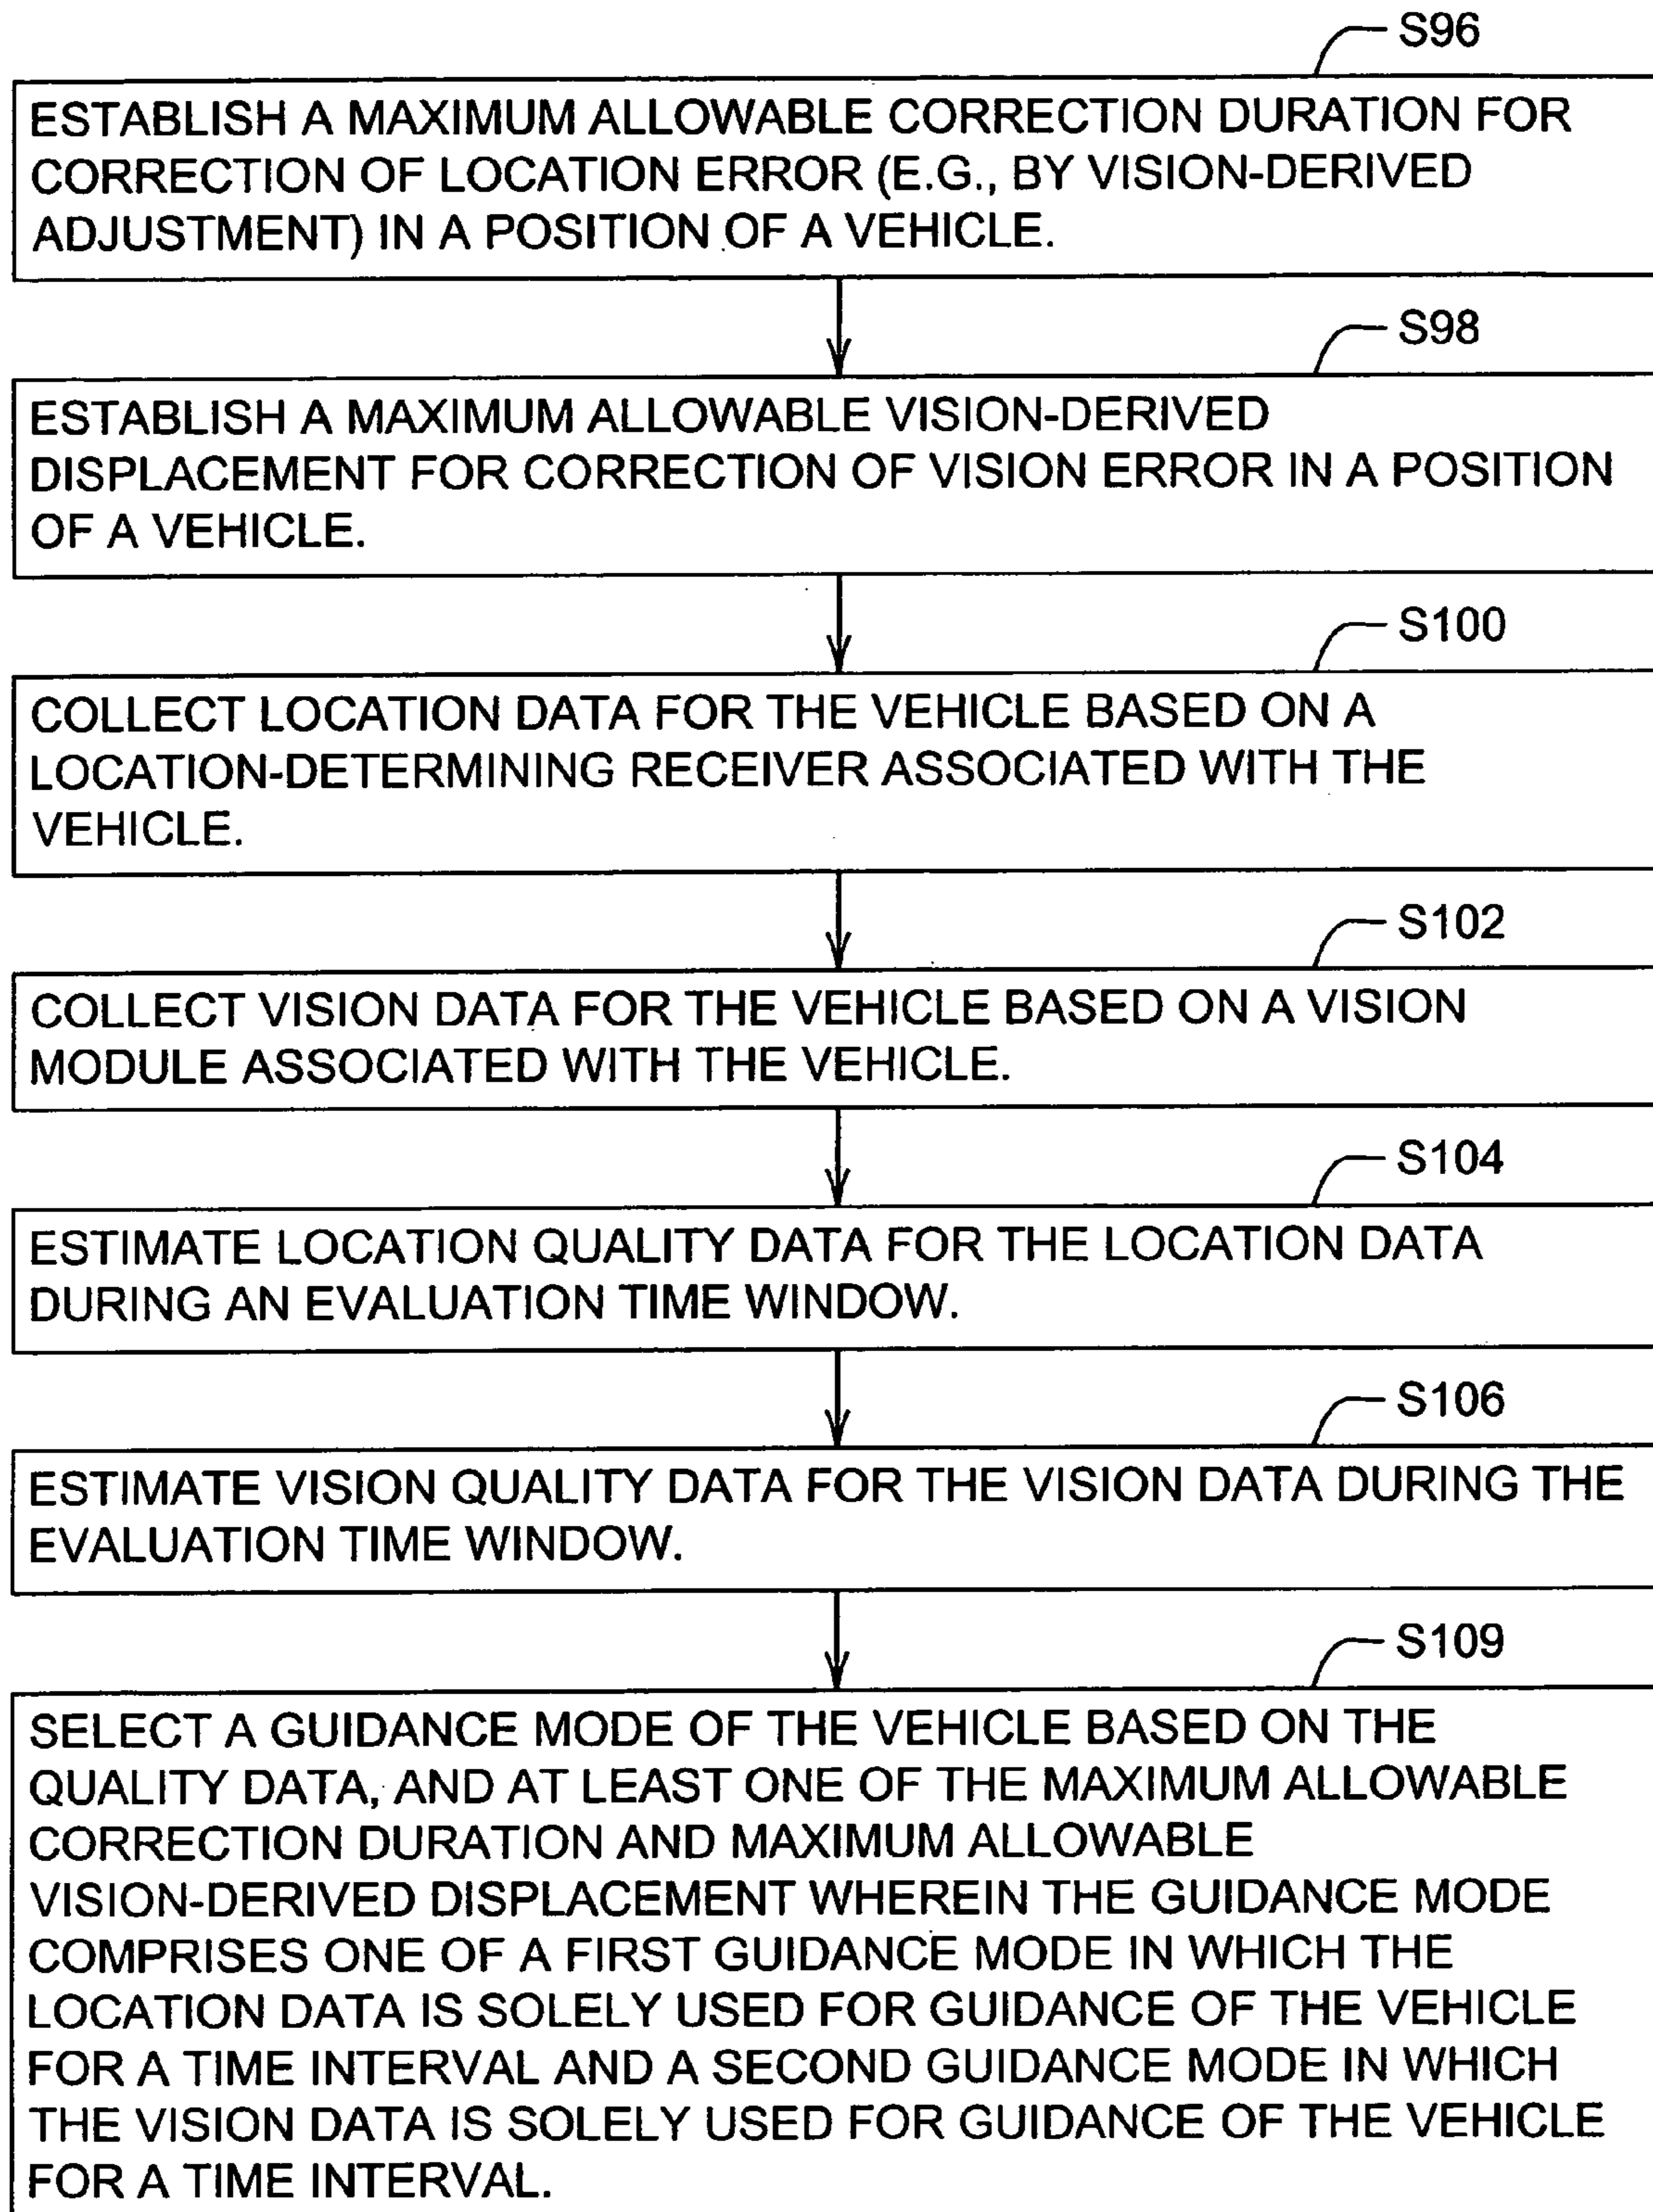 S96
ESTABLISH A MAXIMUM ALLOWABLE CORRECTION DURATION FOR
CORRECTION OF LOCATION ERROR (E.G., BY VISION-DERIVED
ADJUSTMENT) IN A POSITION OF A VEHICLE.
S98
ESTABLISH A MAXIMUM ALLOWABLE VISION-DERIVED
DISPLACEMENT FOR CORRECTION OF VISION ERROR IN A POSITION
OF A VEHICLE.
S100
COLLECT LOCATION DATA FOR THE VEHICLE BASED ON A
LOCATION-DETERMINING RECEIVER ASSOCIATED WITH THE
VEHICLE.
S102
COLLECT VISION DATA FOR THE VEHICLE BASED ON A VISION
MODULE ASSOCIATED WITH THE VEHICLE.
S104
ESTIMATE LOCATION QUALITY DATA FOR THE LOCATION DATA
DURING AN EVALUATION TIME WINDOW.
S106
ESTIMATE VISION QUALITY DATA FOR THE VISION DATA DURING THE
EVALUATION TIME WINDOW.
S109
SELECT A GUIDANCE MODE OF THE VEHICLE BASED ON THE
QUALITY DATA, AND AT LEAST ONE OF THE MAXIMUM ALLOWABLE
CORRECTION DURATION AND MAXIMUM ALLOWABLE
VISION-DERIVED DISPLACEMENT WHEREIN THE GUIDANCE MODE
COMPRISES ONE OF A FIRST GUIDANCE MODE IN WHICH THE
LOCATION DATA IS SOLELY USED FOR GUIDANCE OF THE VEHICLE
FOR A TIME INTERVAL AND A SECOND GUIDANCE MODE IN WHICH
THE VISION DATA IS SOLELY USED FOR GUIDANCE OF THE VEHICLE
FOR A TIME INTERVAL.